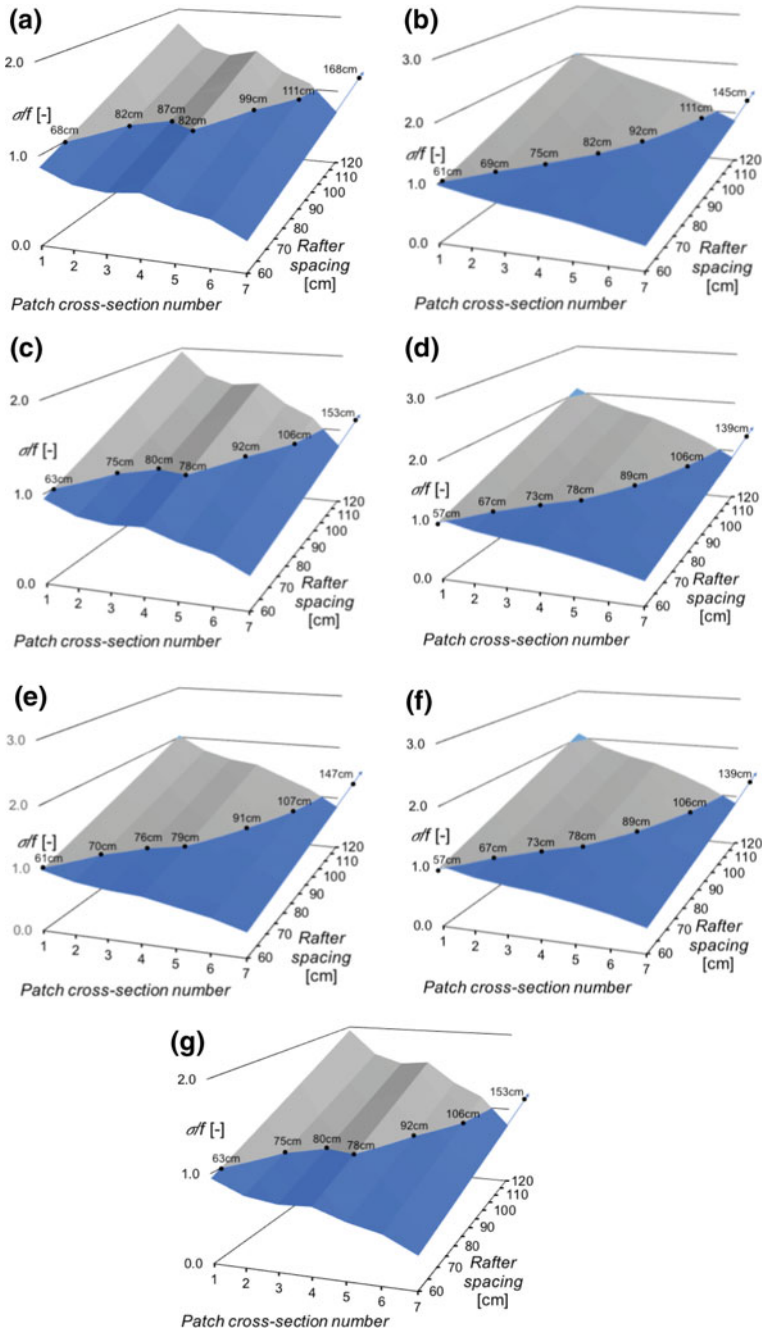 (a)
2.0
168cm
111cm
99cm
87cm
82cm
82cm
68cm
σ/f [-]
1.0
0.0
1 2 3 4 5 6 7
120
110
100
90
80
70
60
Rafter
spacing
[cm]
Patch cross-section number
(b)
3.0
145cm
2.0
111cm
92cm
82cm
75cm
69cm
61cm
σ/f [-]
1.0
0.0
1 2 3 4 5 6 7
120
110
100
90
80
70
60
Rafter
spacing
[cm]
Patch cross-section number
(c)
2.0
153cm
106cm
92cm
80cm
78cm
75cm
63cm
σ/f [-]
1.0
0.0
1 2 3 4 5 6 7
120
110
100
90
80
70
60
Rafter
spacing
[cm]
Patch cross-section number
(d)
3.0
139cm
2.0
106cm
89cm
78cm
73cm
67cm
57cm
σ/f [-]
1.0
0.0
1 2 3 4 5 6 7
120
110
100
90
80
70
60
Rafter
spacing
[cm]
Patch cross-section number
(e)
3.0
147cm
2.0
107cm
91cm
79cm
76cm
70cm
61cm
σ/f [-]
1.0
0.0
1 2 3 4 5 6 7
120
110
100
90
80
70
60
Rafter
spacing
[cm]
Patch cross-section number
(f)
3.0
139cm
2.0
106cm
89cm
78cm
73cm
67cm
57cm
σ/f [-]
1.0
0.0
1 2 3 4 5 6 7
120
110
100
90
80
70
60
Rafter
spacing
[cm]
Patch cross-section number
(g)
2.0
153cm
106cm
92cm
80cm
78cm
75cm
63cm
σ/f [-]
1.0
0.0
1 2 3 4 5 6 7
120
110
100
90
80
70
60
Rafter
spacing
[cm]
Patch cross-section number